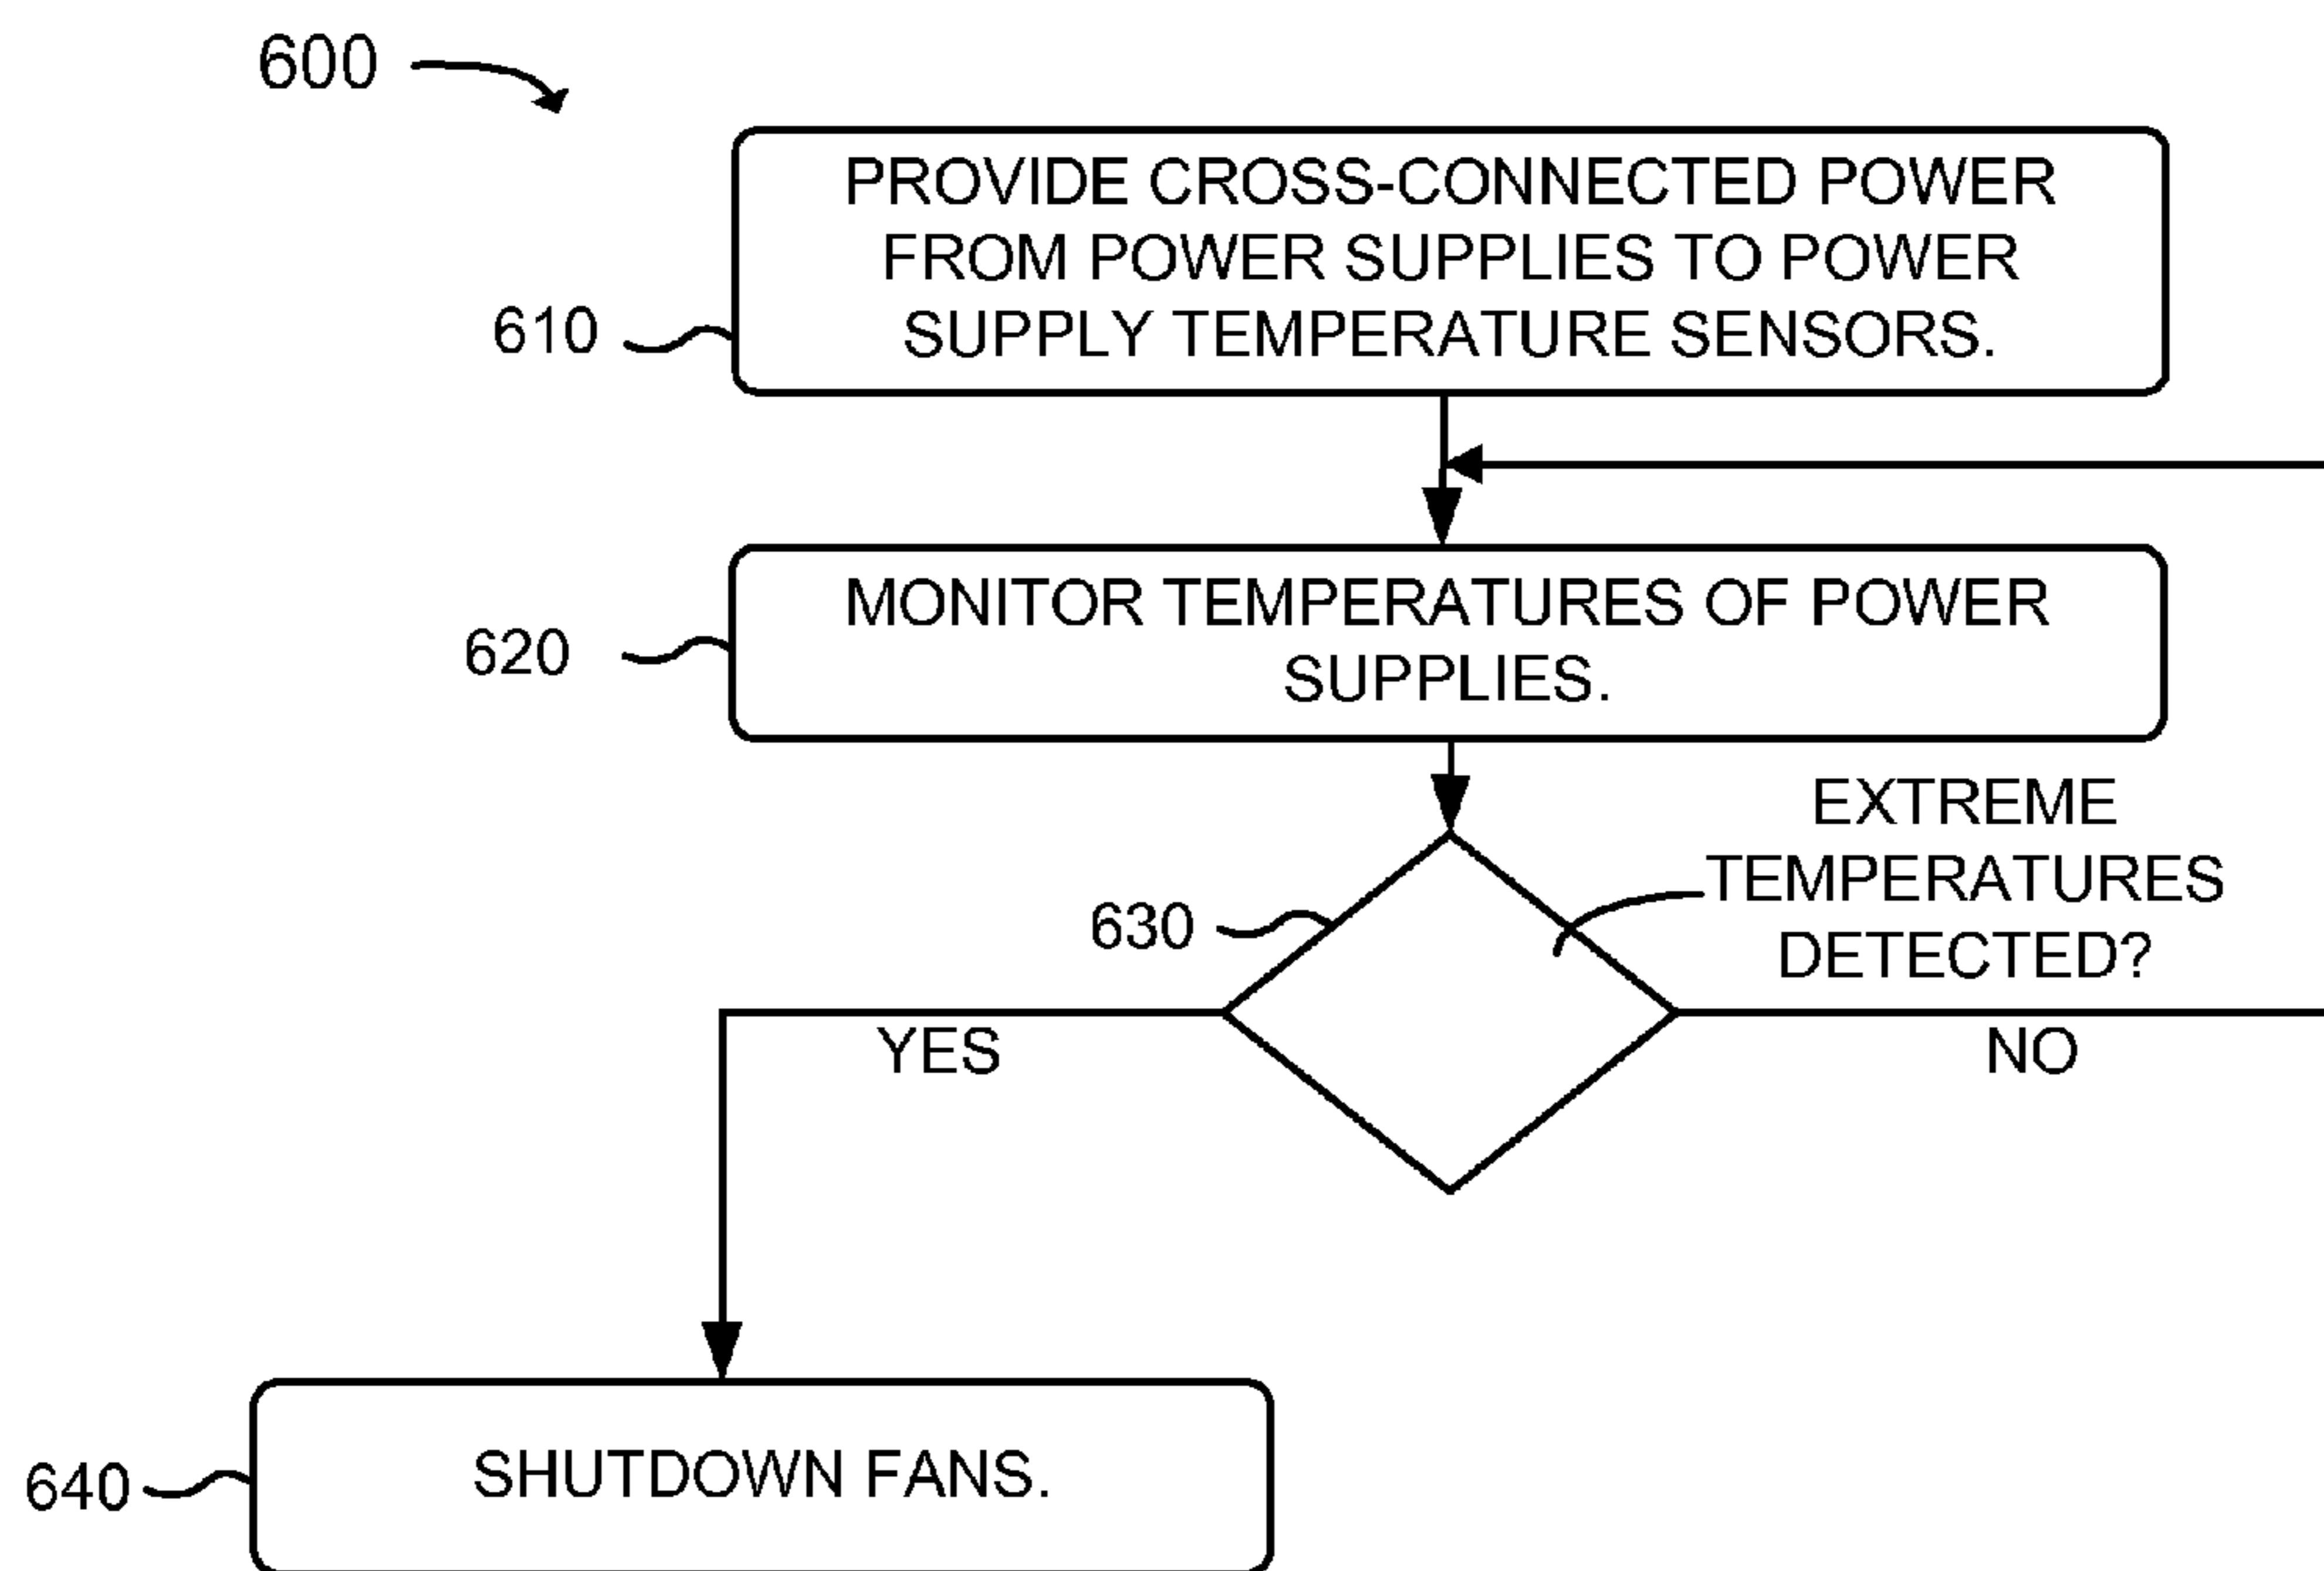 600
PROVIDE CROSS-CONNECTED POWER
FROM POWER SUPPLIES TO POWER
SUPPLY TEMPERATURE SENSORS.
610
MONITOR TEMPERATURES OF POWER
SUPPLIES.
620
EXTREME
TEMPERATURES
DETECTED?
630
YES
NO
SHUTDOWN FANS.
640